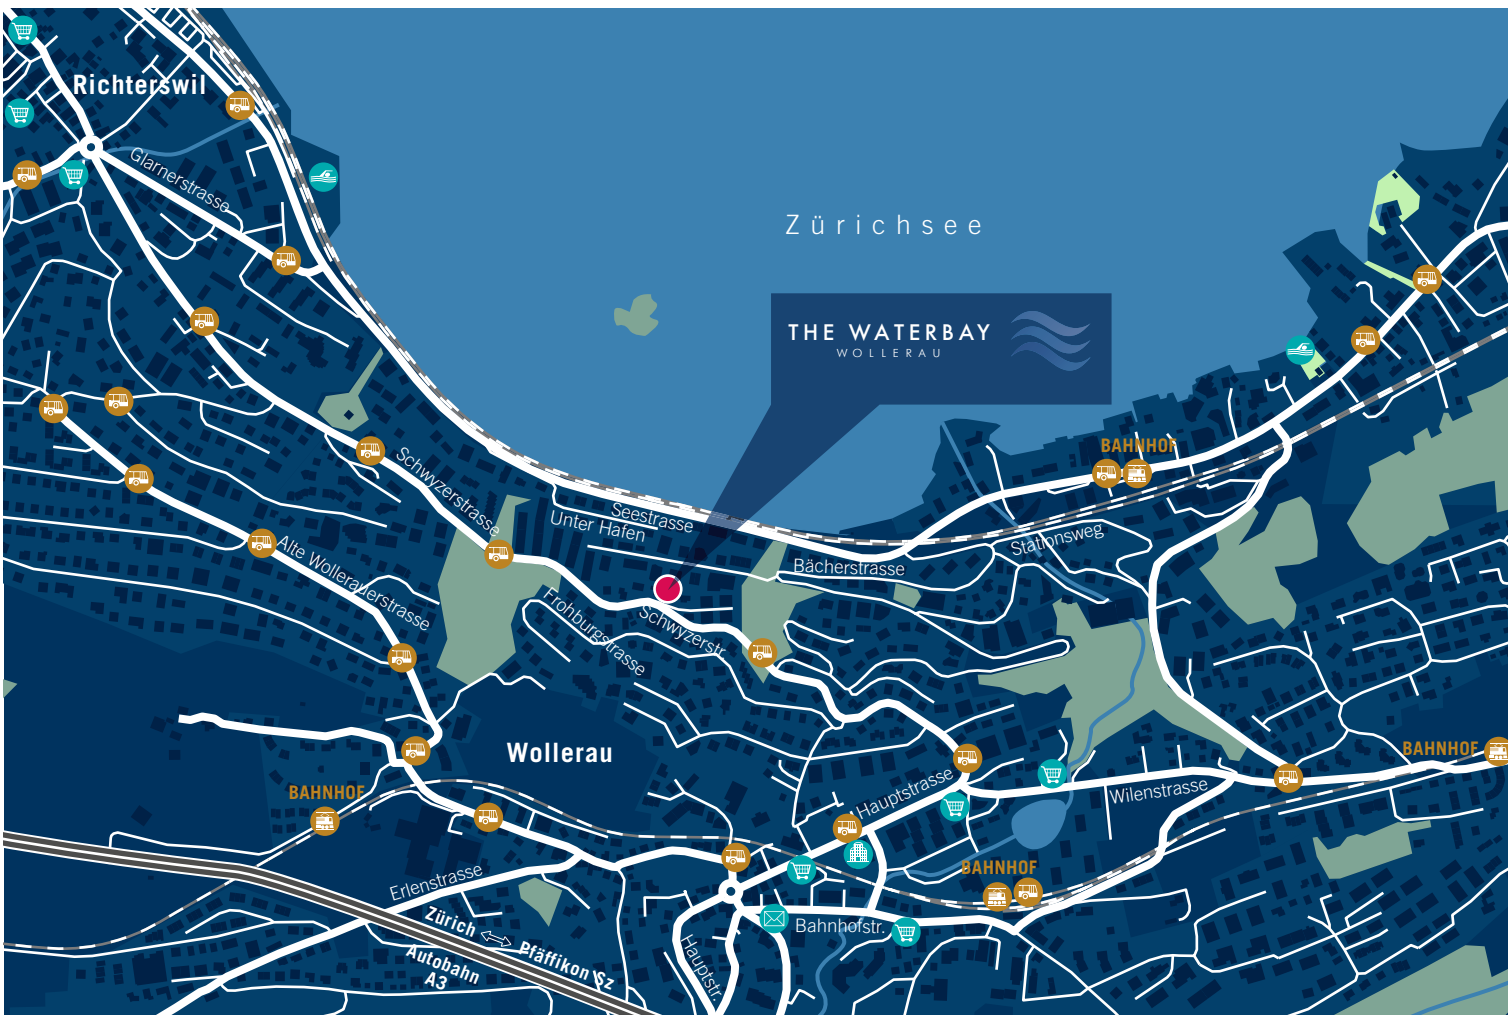 Richterswil
Glarnerstrasse
Zürichsee
THE WATERBAY
WOLLERAU
BAHNHOF
Schwyzerstrasse
Seestrasse
Unter Hafen
Stationsweg
Bächerstrasse
Alte Wollerauerstrasse
Frohburgstrasse
Schwyzerstr.
Wollerau
BAHNHOF
BAHNHOF
Hauptstrasse
Wilenstrasse
BAHNHOF
Erlenstrasse
Zürich
Pfäffikon Sz
Bahnhofstr.
Autobahn
A3
Hauptstr.